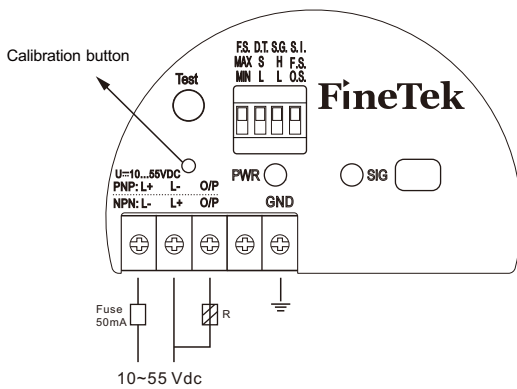 Calibration button
Test
F.S. D.T. S.G. S.I.
MAX S H F.S.
MIN L L O.S.
FineTek
U⎓10...55VDC
PNP: L+ L- O/P
NPN: L- L+ O/P
PWR
SIG
GND
Fuse
50mA
R
10~55 Vdc